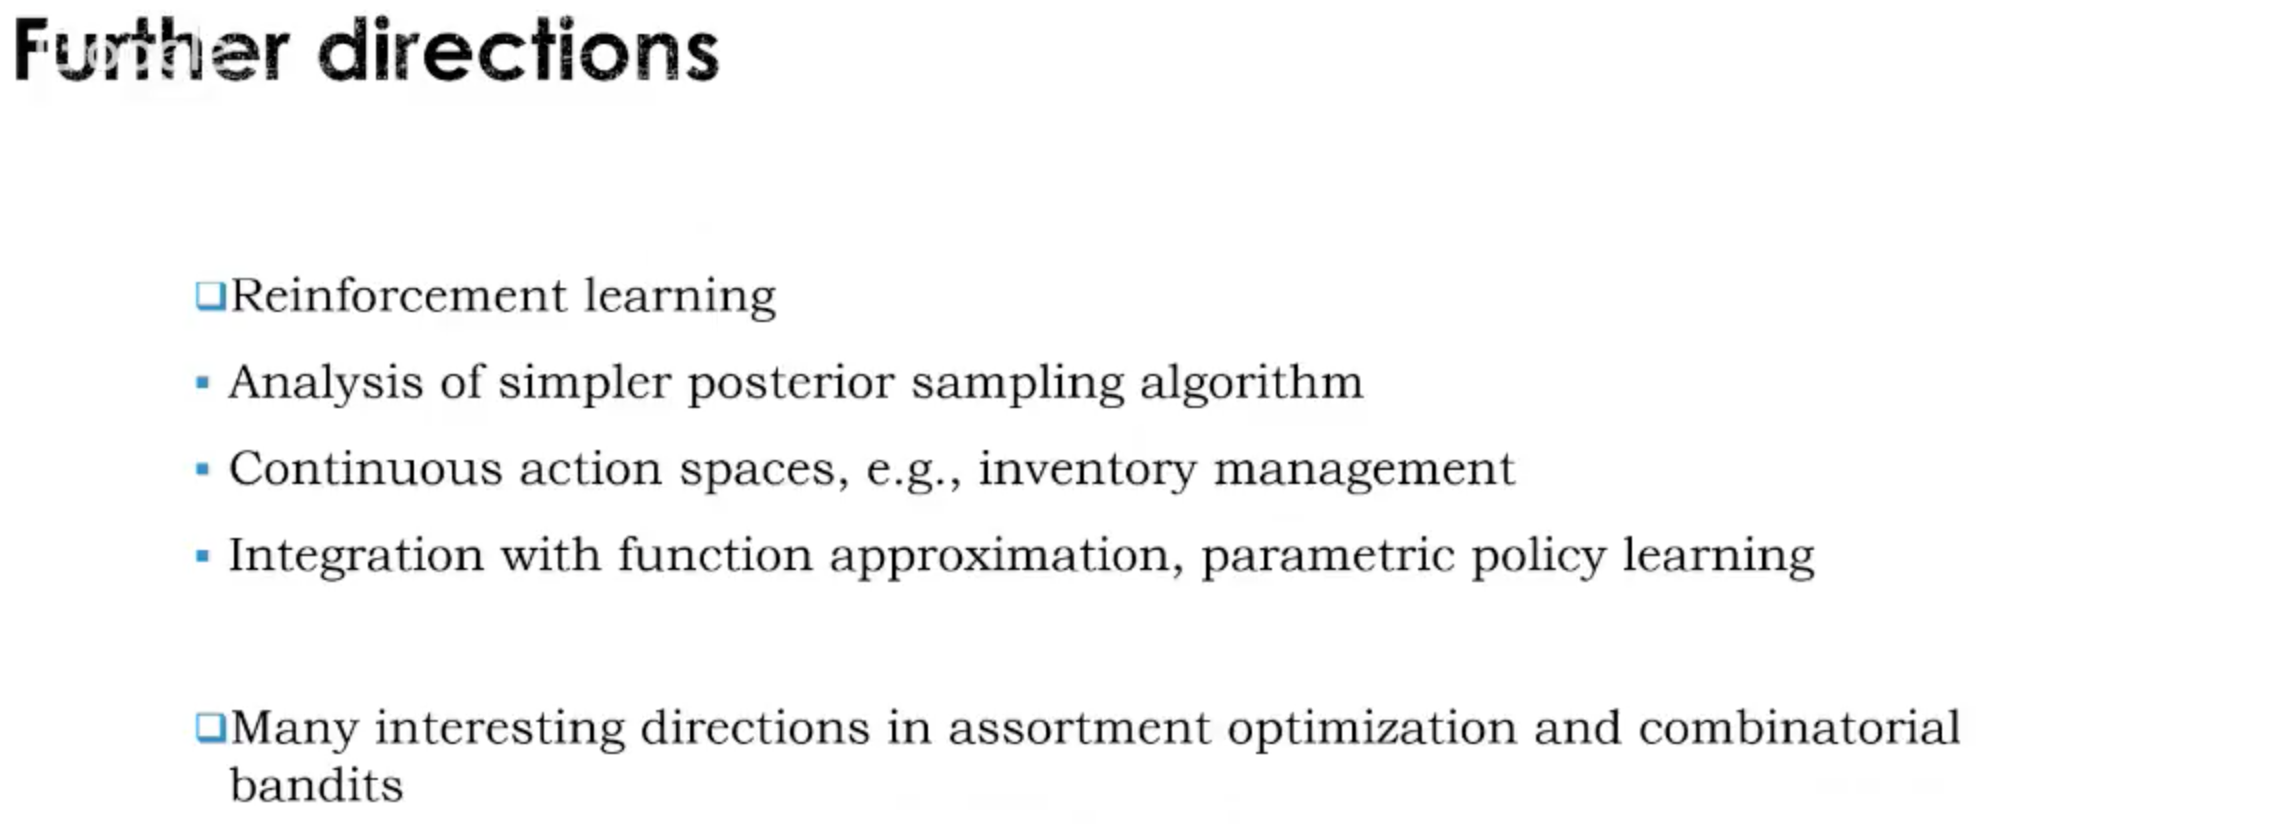 Further directions
Reinforcement learning
Analysis of simpler posterior sampling algorithm
Continuous action spaces, e.g., inventory management
Integration with function approximation, parametric policy learning
Many interesting directions in assortment optimization and combinatorial
bandits